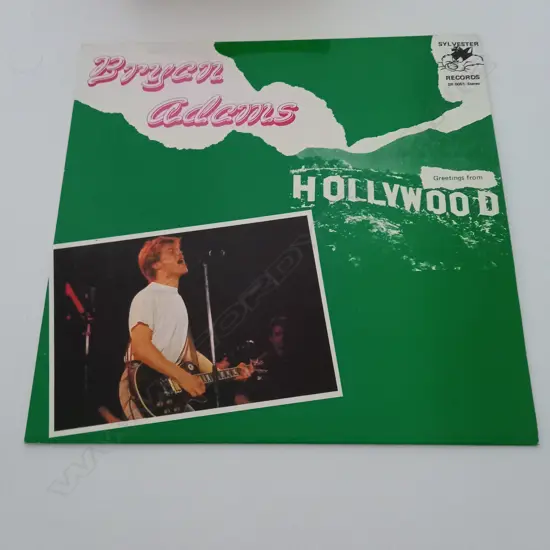 Bryan
Adams
SYLVESTER
RECORDS
Greetings from
HOLLYWOOD